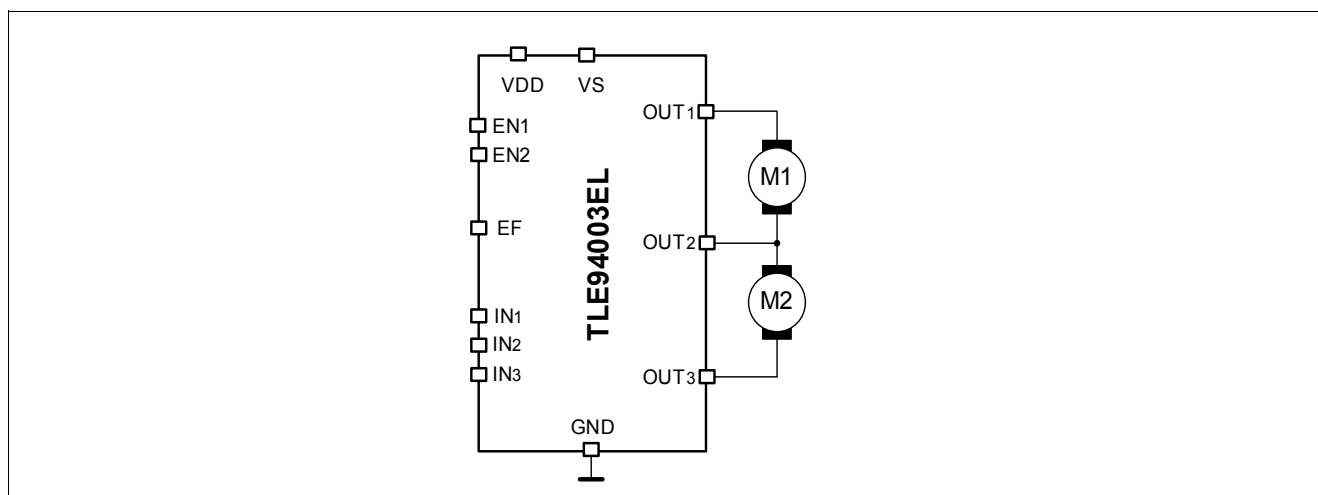 VDD
VS
EN1
EN2
EF
IN1
IN2
IN3
TLE94003EL
OUT1
OUT2
OUT3
GND
M1
M2